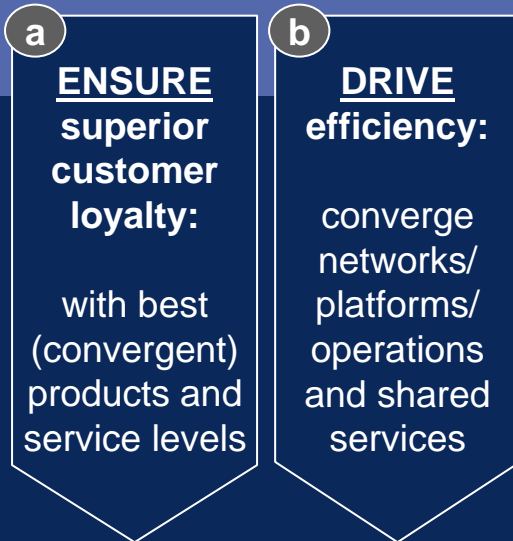 a
ENSURE
superior
customer
loyalty:
with best
(convergent)
products and
service levels
b
DRIVE
efficiency:
converge
networks/
platforms/
operations
and shared
services